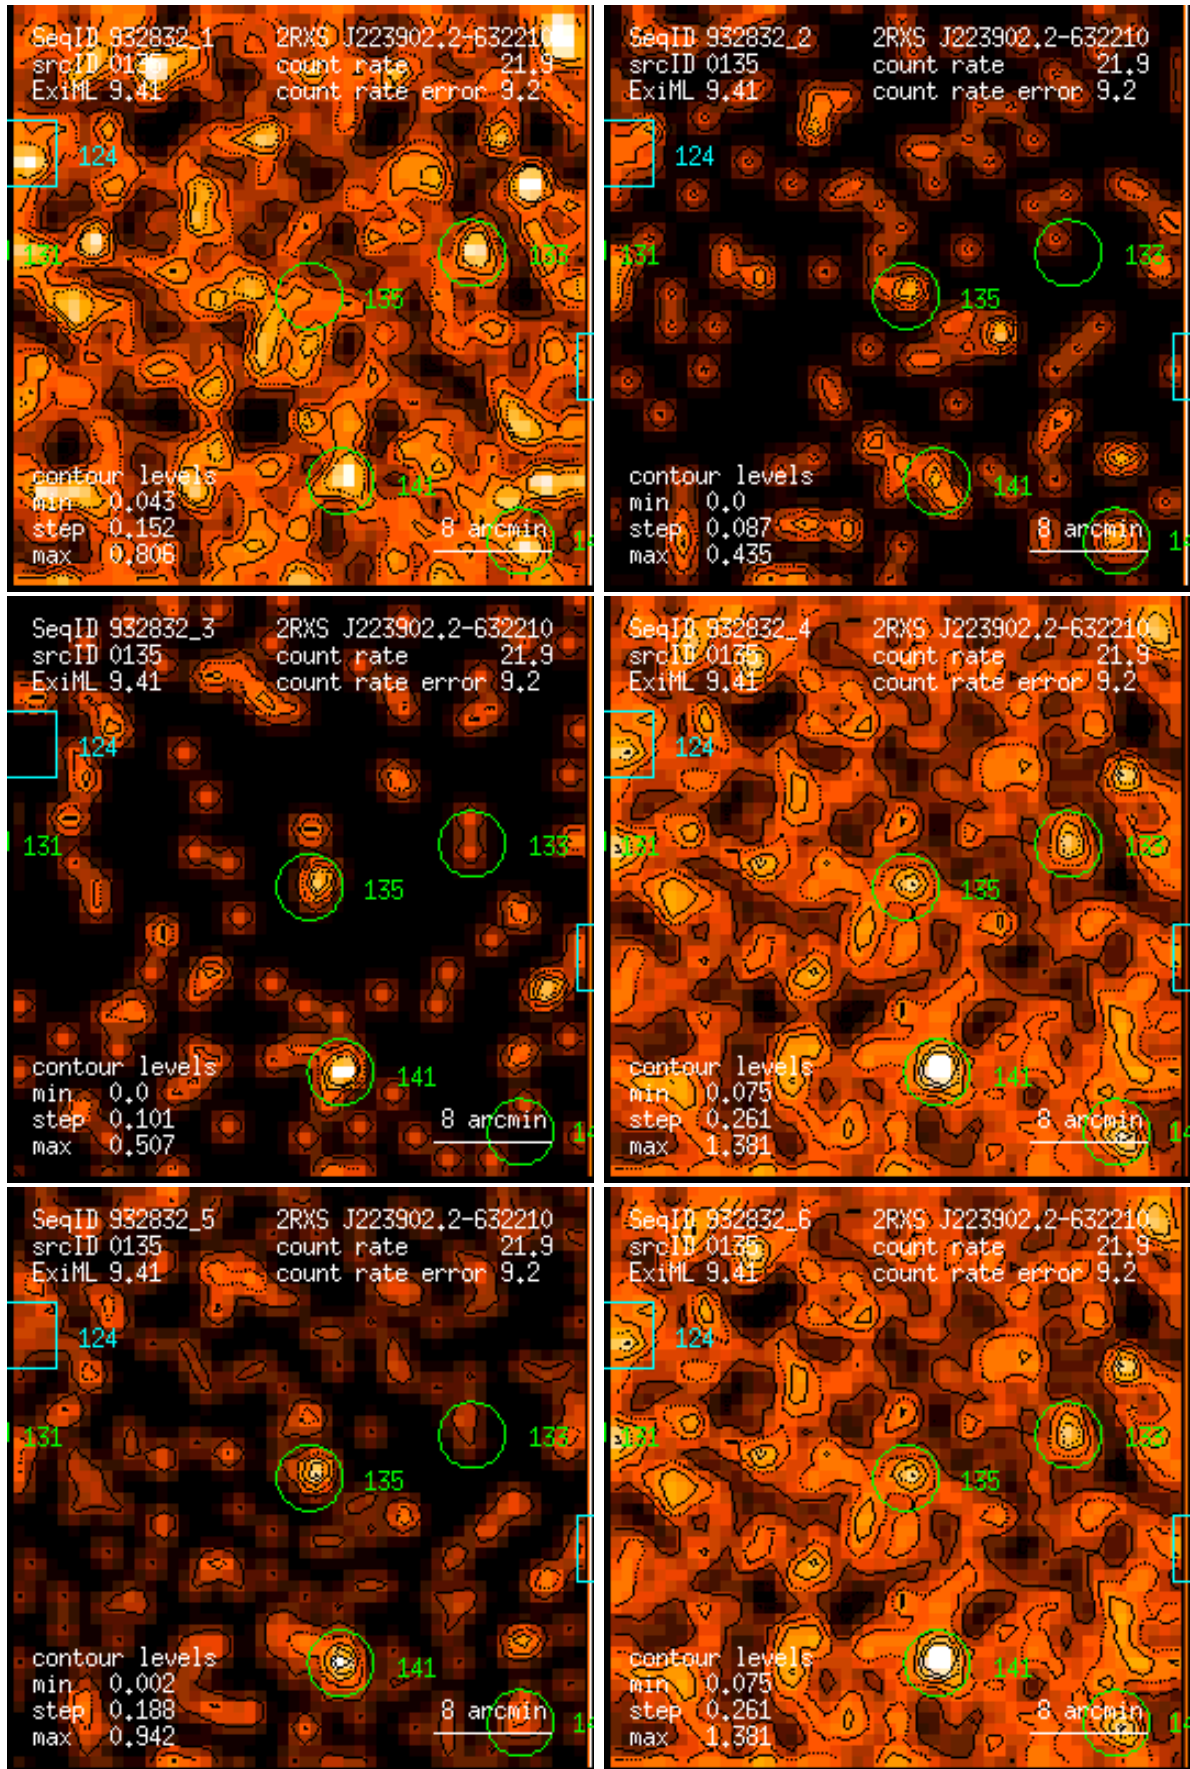 SeqID 932832_1 2RXS J223902.2-632210
srcID 0135 count rate 21.9
ExiML 9.41 count rate error 9.2
124
131 133
135
141
contour levels
min 0.043
step 0.152 8 arcmin
max 0.806
SeqID 932832_2 2RXS J223902.2-632210
srcID 0135 count rate 21.9
ExiML 9.41 count rate error 9.2
124
131 133
135
141
contour levels
min 0.0
step 0.087 8 arcmin
max 0.435
SeqID 932832_3 2RXS J223902.2-632210
srcID 0135 count rate 21.9
ExiML 9.41 count rate error 9.2
124
131 133
135
141
contour levels
min 0.0
step 0.101 8 arcmin
max 0.507
SeqID 932832_4 2RXS J223902.2-632210
srcID 0135 count rate 21.9
ExiML 9.41 count rate error 9.2
124
131 133
135
141
contour levels
min 0.075
step 0.261 8 arcmin
max 1.381
SeqID 932832_5 2RXS J223902.2-632210
srcID 0135 count rate 21.9
ExiML 9.41 count rate error 9.2
124
131 133
135
141
contour levels
min 0.002
step 0.188 8 arcmin
max 0.942
SeqID 932832_6 2RXS J223902.2-632210
srcID 0135 count rate 21.9
ExiML 9.41 count rate error 9.2
124
131 133
135
141
contour levels
min 0.075
step 0.261 8 arcmin
max 1.381